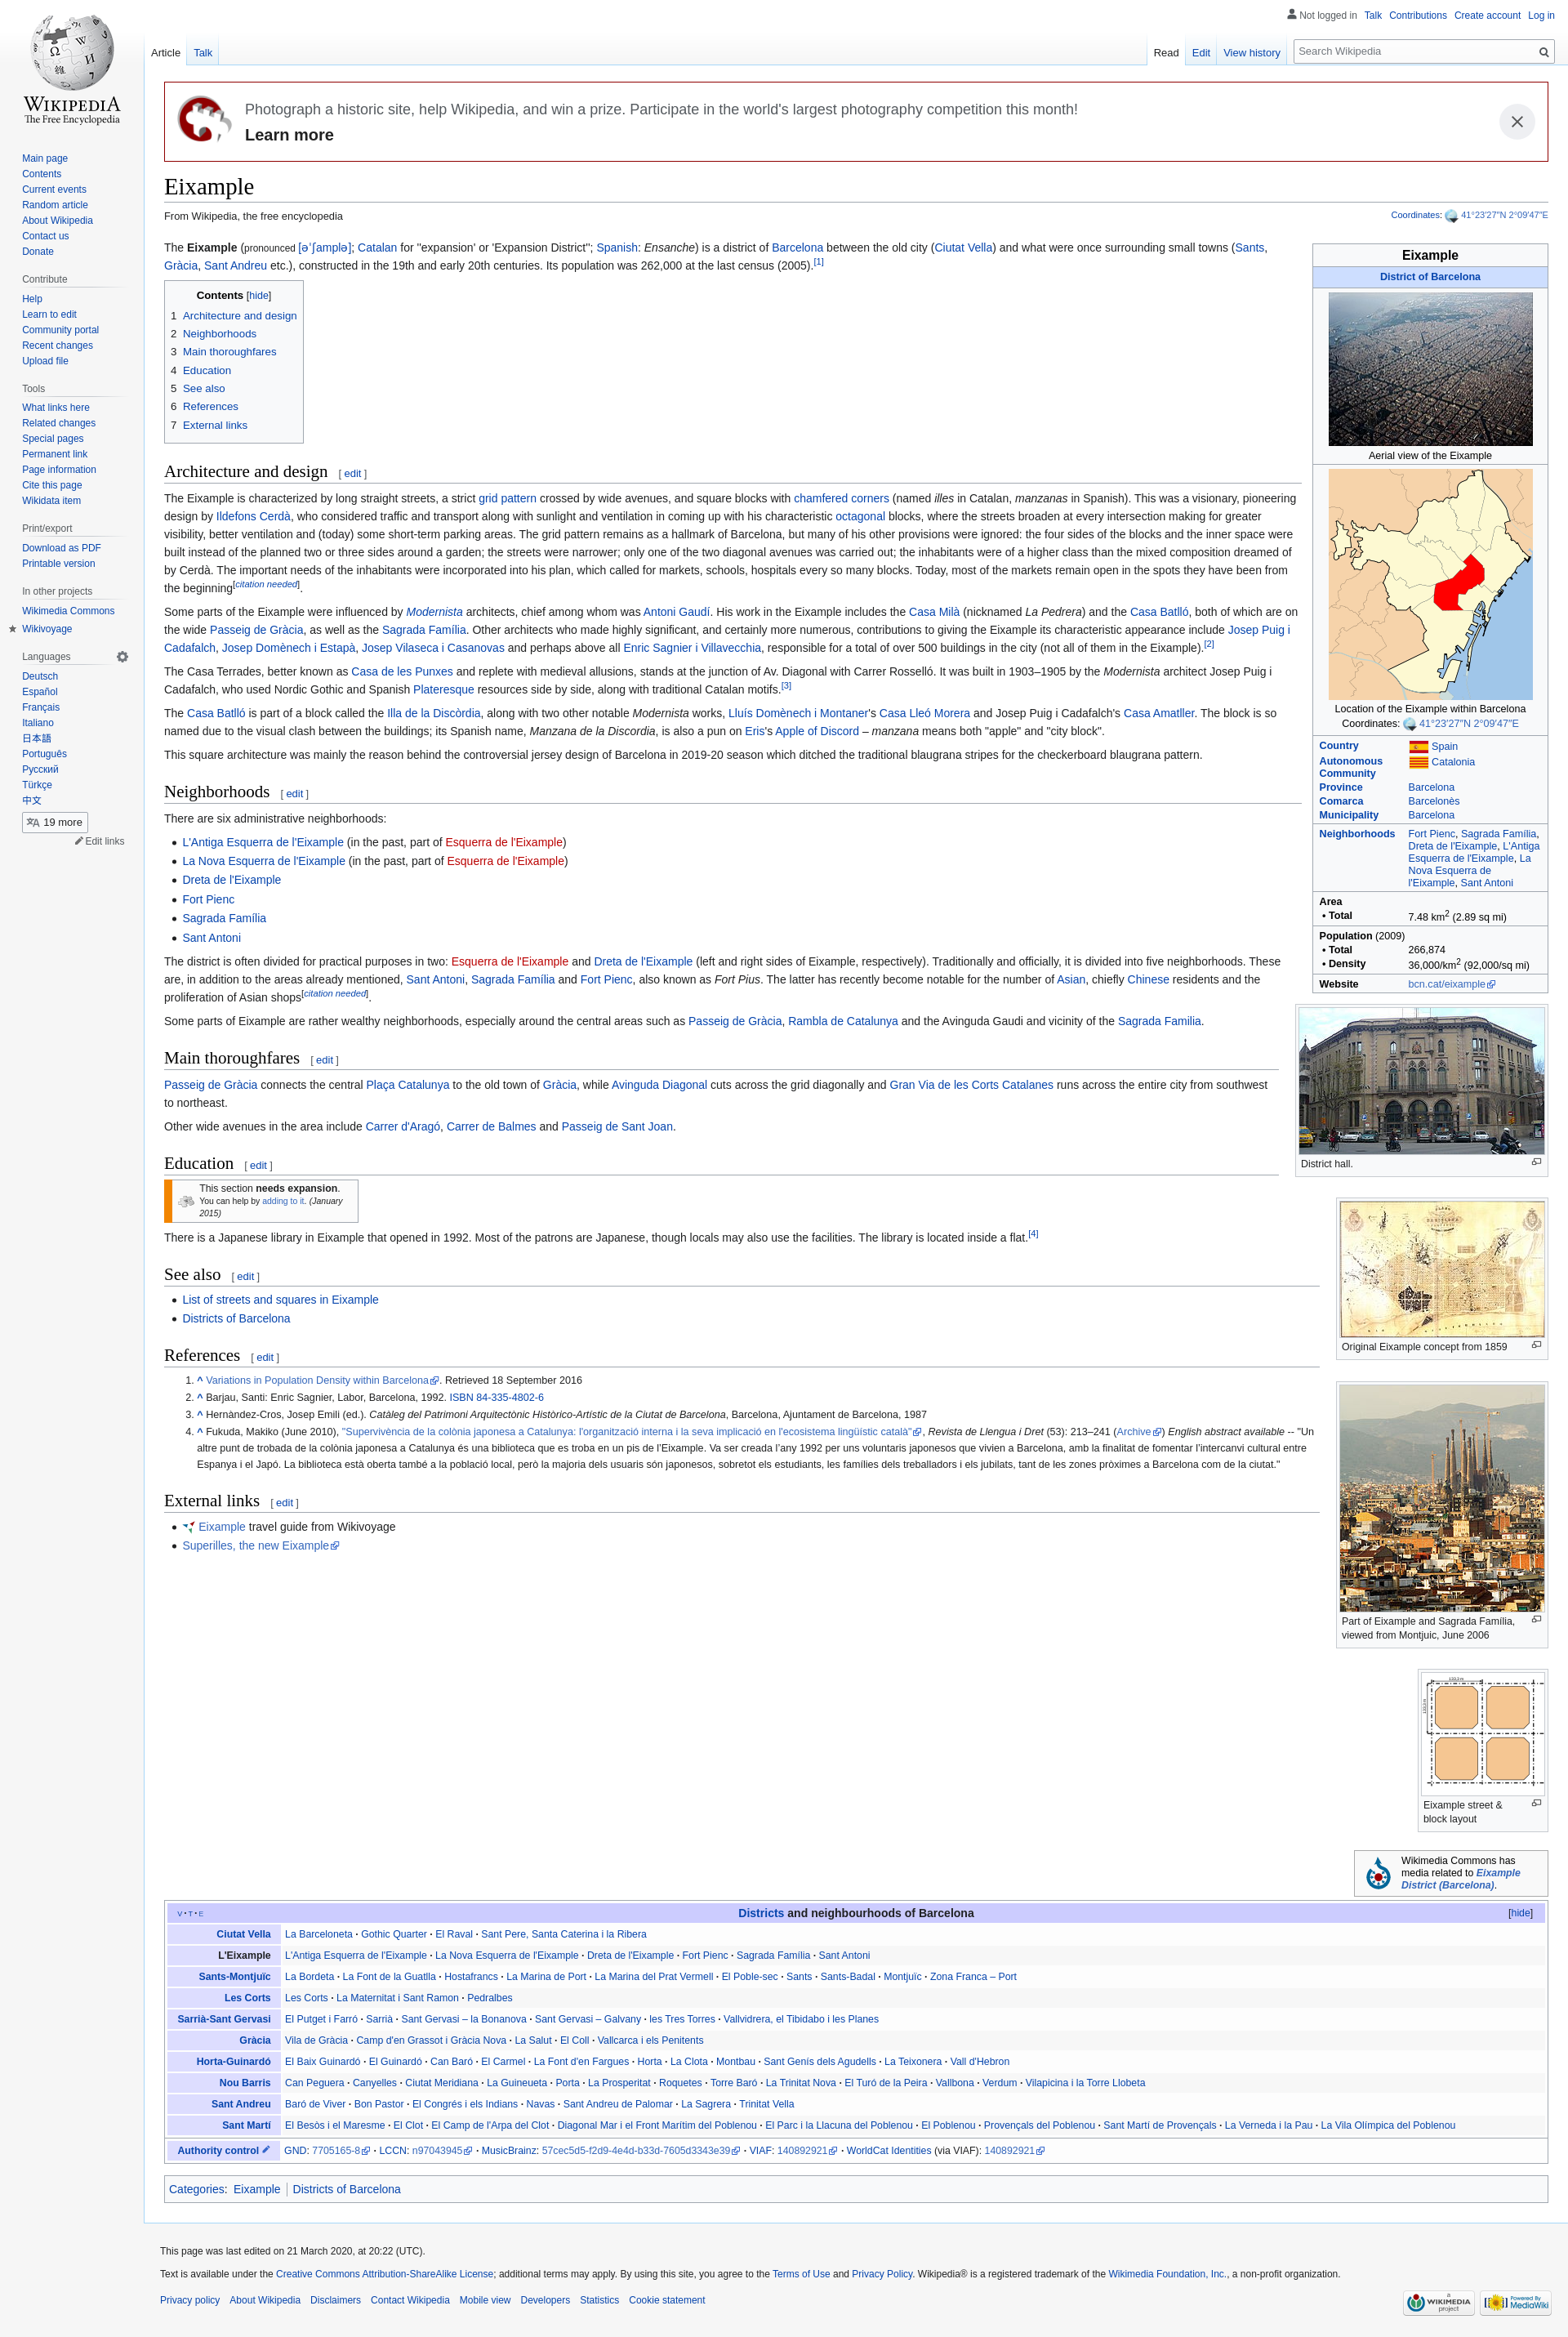 Not logged in Talk Contributions Create account Log in
WIKIPEDIA
The Free Encyclopedia
Article Talk
Read Edit View history
Search Wikipedia
Main page
Contents
Current events
Random article
About Wikipedia
Contact us
Donate
Contribute
Help
Learn to edit
Community portal
Recent changes
Upload file
Tools
What links here
Related changes
Special pages
Permanent link
Page information
Cite this page
Wikidata item
Print/export
Download as PDF
Printable version
In other projects
Wikimedia Commons
Wikivoyage
Languages
Deutsch
Español
Français
Italiano
日本語
Português
Русский
Türkçe
中文
19 more
Edit links
Photograph a historic site, help Wikipedia, and win a prize. Participate in the world's largest photography competition this month!
Learn more
Eixample
From Wikipedia, the free encyclopedia
Coordinates: 41°23′27″N 2°09′47″E
The Eixample (pronounced [əˈʃamplə]; Catalan for "expansion' or 'Expansion District"; Spanish: Ensanche) is a district of Barcelona between the old city (Ciutat Vella) and what were once surrounding small towns (Sants,
Gràcia, Sant Andreu etc.), constructed in the 19th and early 20th centuries. Its population was 262,000 at the last census (2005).[1]
Contents [hide]
1 Architecture and design
2 Neighborhoods
3 Main thoroughfares
4 Education
5 See also
6 References
7 External links
Architecture and design [ edit ]
The Eixample is characterized by long straight streets, a strict grid pattern crossed by wide avenues, and square blocks with chamfered corners (named illes in Catalan, manzanas in Spanish). This was a visionary, pioneering
design by Ildefons Cerdà, who considered traffic and transport along with sunlight and ventilation in coming up with his characteristic octagonal blocks, where the streets broaden at every intersection making for greater
visibility, better ventilation and (today) some short-term parking areas. The grid pattern remains as a hallmark of Barcelona, but many of his other provisions were ignored: the four sides of the blocks and the inner space were
built instead of the planned two or three sides around a garden; the streets were narrower; only one of the two diagonal avenues was carried out; the inhabitants were of a higher class than the mixed composition dreamed of
by Cerdà. The important needs of the inhabitants were incorporated into his plan, which called for markets, schools, hospitals every so many blocks. Today, most of the markets remain open in the spots they have been from
the beginning[citation needed].
Some parts of the Eixample were influenced by Modernista architects, chief among whom was Antoni Gaudí. His work in the Eixample includes the Casa Milà (nicknamed La Pedrera) and the Casa Batlló, both of which are on
the wide Passeig de Gràcia, as well as the Sagrada Família. Other architects who made highly significant, and certainly more numerous, contributions to giving the Eixample its characteristic appearance include Josep Puig i
Cadafalch, Josep Domènech i Estapà, Josep Vilaseca i Casanovas and perhaps above all Enric Sagnier i Villavecchia, responsible for a total of over 500 buildings in the city (not all of them in the Eixample).[2]
The Casa Terrades, better known as Casa de les Punxes and replete with medieval allusions, stands at the junction of Av. Diagonal with Carrer Rosselló. It was built in 1903–1905 by the Modernista architect Josep Puig i
Cadafalch, who used Nordic Gothic and Spanish Plateresque resources side by side, along with traditional Catalan motifs.[3]
The Casa Batlló is part of a block called the Illa de la Discòrdia, along with two other notable Modernista works, Lluís Domènech i Montaner's Casa Lleó Morera and Josep Puig i Cadafalch's Casa Amatller. The block is so
named due to the visual clash between the buildings; its Spanish name, Manzana de la Discordia, is also a pun on Eris's Apple of Discord – manzana means both "apple" and "city block".
This square architecture was mainly the reason behind the controversial jersey design of Barcelona in 2019-20 season which ditched the traditional blaugrana stripes for the checkerboard blaugrana pattern.
Neighborhoods [ edit ]
There are six administrative neighborhoods:
• L'Antiga Esquerra de l'Eixample (in the past, part of Esquerra de l'Eixample)
• La Nova Esquerra de l'Eixample (in the past, part of Esquerra de l'Eixample)
• Dreta de l'Eixample
• Fort Pienc
• Sagrada Família
• Sant Antoni
The district is often divided for practical purposes in two: Esquerra de l'Eixample and Dreta de l'Eixample (left and right sides of Eixample, respectively). Traditionally and officially, it is divided into five neighborhoods. These
are, in addition to the areas already mentioned, Sant Antoni, Sagrada Família and Fort Pienc, also known as Fort Pius. The latter has recently become notable for the number of Asian, chiefly Chinese residents and the
proliferation of Asian shops[citation needed].
Some parts of Eixample are rather wealthy neighborhoods, especially around the central areas such as Passeig de Gràcia, Rambla de Catalunya and the Avinguda Gaudi and vicinity of the Sagrada Familia.
Main thoroughfares [ edit ]
Passeig de Gràcia connects the central Plaça Catalunya to the old town of Gràcia, while Avinguda Diagonal cuts across the grid diagonally and Gran Via de les Corts Catalanes runs across the entire city from southwest
to northeast.
Other wide avenues in the area include Carrer d'Aragó, Carrer de Balmes and Passeig de Sant Joan.
Education [ edit ]
This section needs expansion.
You can help by adding to it. (January
2015)
There is a Japanese library in Eixample that opened in 1992. Most of the patrons are Japanese, though locals may also use the facilities. The library is located inside a flat.[4]
See also [ edit ]
• List of streets and squares in Eixample
• Districts of Barcelona
References [ edit ]
1. ^ Variations in Population Density within Barcelona. Retrieved 18 September 2016
2. ^ Barjau, Santi: Enric Sagnier, Labor, Barcelona, 1992. ISBN 84-335-4802-6
3. ^ Hernàndez-Cros, Josep Emili (ed.). Catàleg del Patrimoni Arquitectònic Històrico-Artístic de la Ciutat de Barcelona, Barcelona, Ajuntament de Barcelona, 1987
4. ^ Fukuda, Makiko (June 2010), "Supervivència de la colònia japonesa a Catalunya: l'organització interna i la seva implicació en l'ecosistema lingüístic català", Revista de Llengua i Dret (53): 213–241 (Archive) English abstract available -- "Un
altre punt de trobada de la colònia japonesa a Catalunya és una biblioteca que es troba en un pis de l'Eixample. Va ser creada l'any 1992 per uns voluntaris japonesos que vivien a Barcelona, amb la finalitat de fomentar l'intercanvi cultural entre
Espanya i el Japó. La biblioteca està oberta també a la població local, però la majoria dels usuaris són japonesos, sobretot els estudiants, les famílies dels treballadors i els jubilats, tant de les zones pròximes a Barcelona com de la ciutat."
External links [ edit ]
• Eixample travel guide from Wikivoyage
• Superilles, the new Eixample
Eixample
District of Barcelona
Aerial view of the Eixample
Location of the Eixample within Barcelona
Coordinates: 41°23′27″N 2°09′47″E
Country Spain
Autonomous Community Catalonia
Province Barcelona
Comarca Barcelonès
Municipality Barcelona
Neighborhoods Fort Pienc, Sagrada Família,
Dreta de l'Eixample, L'Antiga
Esquerra de l'Eixample, La
Nova Esquerra de
l'Eixample, Sant Antoni
Area
• Total 7.48 km2 (2.89 sq mi)
Population (2009)
• Total 266,874
• Density 36,000/km2 (92,000/sq mi)
Website bcn.cat/eixample
District hall.
Original Eixample concept from 1859
Part of Eixample and Sagrada Família,
viewed from Montjuic, June 2006
Eixample street &
block layout
Wikimedia Commons has
media related to Eixample
District (Barcelona).
V · T · E Districts and neighbourhoods of Barcelona [hide]
Ciutat Vella La Barceloneta · Gothic Quarter · El Raval · Sant Pere, Santa Caterina i la Ribera
L'Eixample L'Antiga Esquerra de l'Eixample · La Nova Esquerra de l'Eixample · Dreta de l'Eixample · Fort Pienc · Sagrada Família · Sant Antoni
Sants-Montjuïc La Bordeta · La Font de la Guatlla · Hostafrancs · La Marina de Port · La Marina del Prat Vermell · El Poble-sec · Sants · Sants-Badal · Montjuïc · Zona Franca – Port
Les Corts Les Corts · La Maternitat i Sant Ramon · Pedralbes
Sarrià-Sant Gervasi El Putget i Farró · Sarrià · Sant Gervasi – la Bonanova · Sant Gervasi – Galvany · les Tres Torres · Vallvidrera, el Tibidabo i les Planes
Gràcia Vila de Gràcia · Camp d'en Grassot i Gràcia Nova · La Salut · El Coll · Vallcarca i els Penitents
Horta-Guinardó El Baix Guinardó · El Guinardó · Can Baró · El Carmel · La Font d'en Fargues · Horta · La Clota · Montbau · Sant Genís dels Agudells · La Teixonera · Vall d'Hebron
Nou Barris Can Peguera · Canyelles · Ciutat Meridiana · La Guineueta · Porta · La Prosperitat · Roquetes · Torre Baró · La Trinitat Nova · El Turó de la Peira · Vallbona · Verdum · Vilapicina i la Torre Llobeta
Sant Andreu Baró de Viver · Bon Pastor · El Congrés i els Indians · Navas · Sant Andreu de Palomar · La Sagrera · Trinitat Vella
Sant Martí El Besòs i el Maresme · El Clot · El Camp de l'Arpa del Clot · Diagonal Mar i el Front Marítim del Poblenou · El Parc i la Llacuna del Poblenou · El Poblenou · Provençals del Poblenou · Sant Martí de Provençals · La Verneda i la Pau · La Vila Olímpica del Poblenou
Authority control GND: 7705165-8 · LCCN: n97043945 · MusicBrainz: 57cec5d5-f2d9-4e4d-b33d-7605d3343e39 · VIAF: 140892921 · WorldCat Identities (via VIAF): 140892921
Categories: Eixample Districts of Barcelona
This page was last edited on 21 March 2020, at 20:22 (UTC).
Text is available under the Creative Commons Attribution-ShareAlike License; additional terms may apply. By using this site, you agree to the Terms of Use and Privacy Policy. Wikipedia® is a registered trademark of the Wikimedia Foundation, Inc., a non-profit organization.
Privacy policy About Wikipedia Disclaimers Contact Wikipedia Mobile view Developers Statistics Cookie statement
a WIKIMEDIA project
Powered By MediaWiki